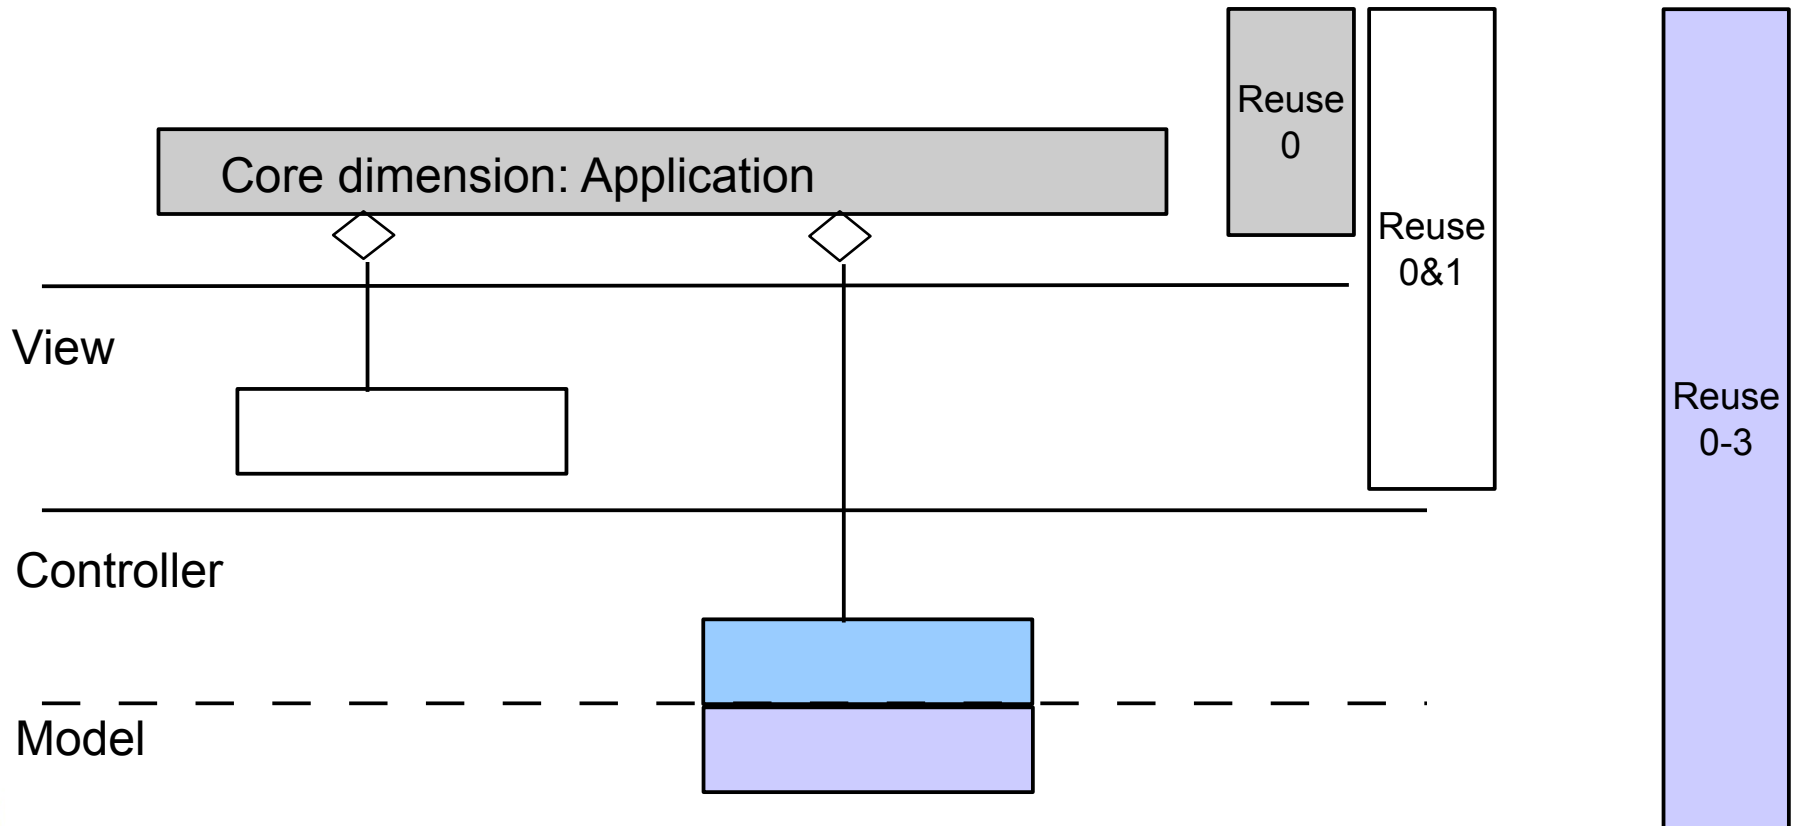 Reuse
0
Core dimension: Application
Reuse
0&1
View
Reuse
0-3
Controller
Model